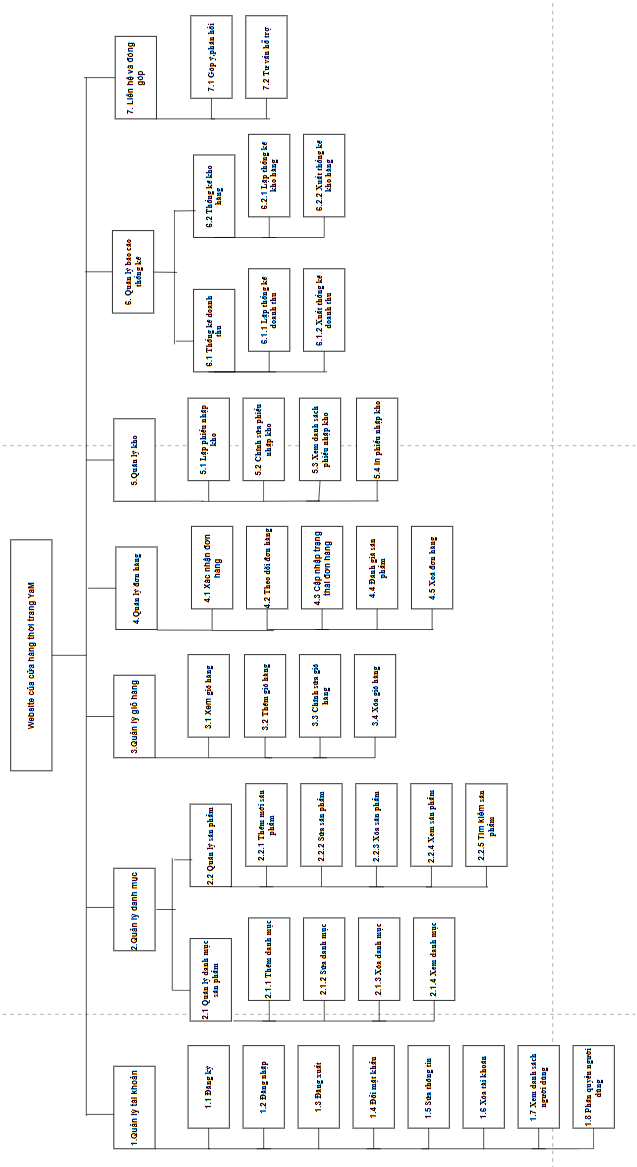 Website của cửa hàng thời trang YaM
1.Quản lý tài khoản
1.1 Đăng ký
1.2 Đăng nhập
1.3 Đăng xuất
1.4 Đổi mật khẩu
1.5 Sửa thông tin
1.6 Xóa tài khoản
1.7 Xem danh sách
người dùng
1.8 Phân quyền người
dùng
2.Quản lý danh mục
2.1 Quản lý danh mục
sản phẩm
2.1.1 Thêm danh mục
2.1.2 Sửa danh mục
2.1.3 Xóa danh mục
2.1.4 Xem danh mục
2.2 Quản lý sản phẩm
2.2.1 Thêm mới sản
phẩm
2.2.2 Sửa sản phẩm
2.2.3 Xóa sản phẩm
2.2.4 Xem sản phẩm
2.2.5 Tìm kiếm sản
phẩm
3.Quản lý giỏ hàng
3.1 Xem giỏ hàng
3.2 Thêm giỏ hàng
3.3 Chỉnh sửa giỏ
hàng
3.4 Xóa giỏ hàng
4.Quản lý đơn hàng
4.1 Xác nhận đơn
hàng
4.2 Theo dõi đơn hàng
4.3 Cập nhập trạng
thái đơn hàng
4.4 Đánh giá sản
phẩm
4.5 Xoá đơn hàng
5.Quản lý kho
5.1 Lập phiếu nhập
kho
5.2 Chỉnh sửa phiếu
nhập kho
5.3 Xem danh sách
phiếu nhập kho
5.4 In phiếu nhập kho
6. Quản lý báo cáo
thống kê
6.1 Thống kê doanh
thu
6.1.1 Lập thống kê
doanh thu
6.1.2 Xuất thống kê
doanh thu
6.2 Thống kê kho
hàng
6.2.1 Lập thống kê
kho hàng
6.2.2 Xuất thống kê
kho hàng
7. Liên hệ và đóng
góp
7.1 Góp ý,phản hồi
7.2 Tư vấn hỗ trợ